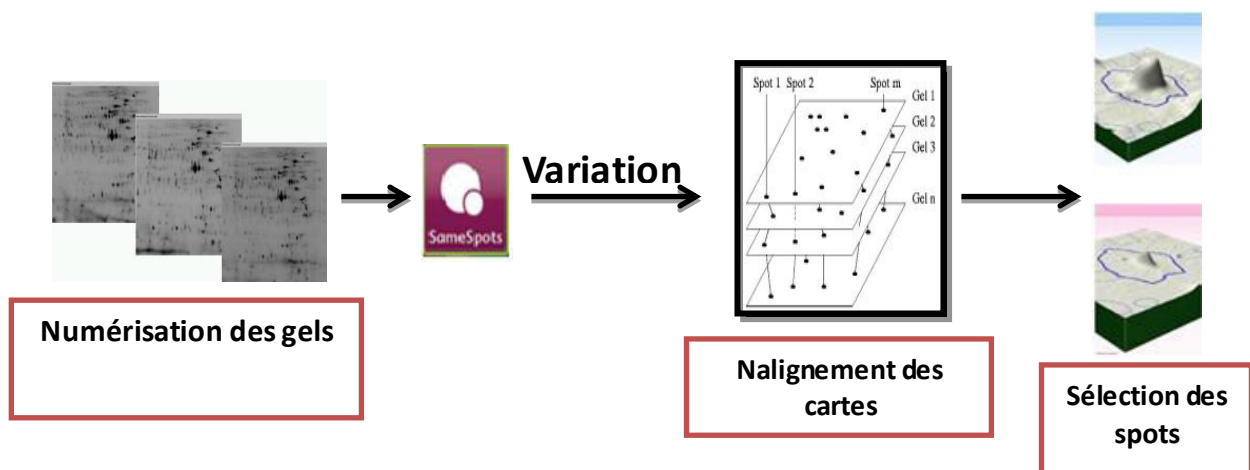 Spot 1 Spot 2 Spot m
Gel 1
Gel 2
Gel 3
Gel n
SameSpots
Variation
Numérisation des gels
Nalignement des
cartes
Sélection des
spots